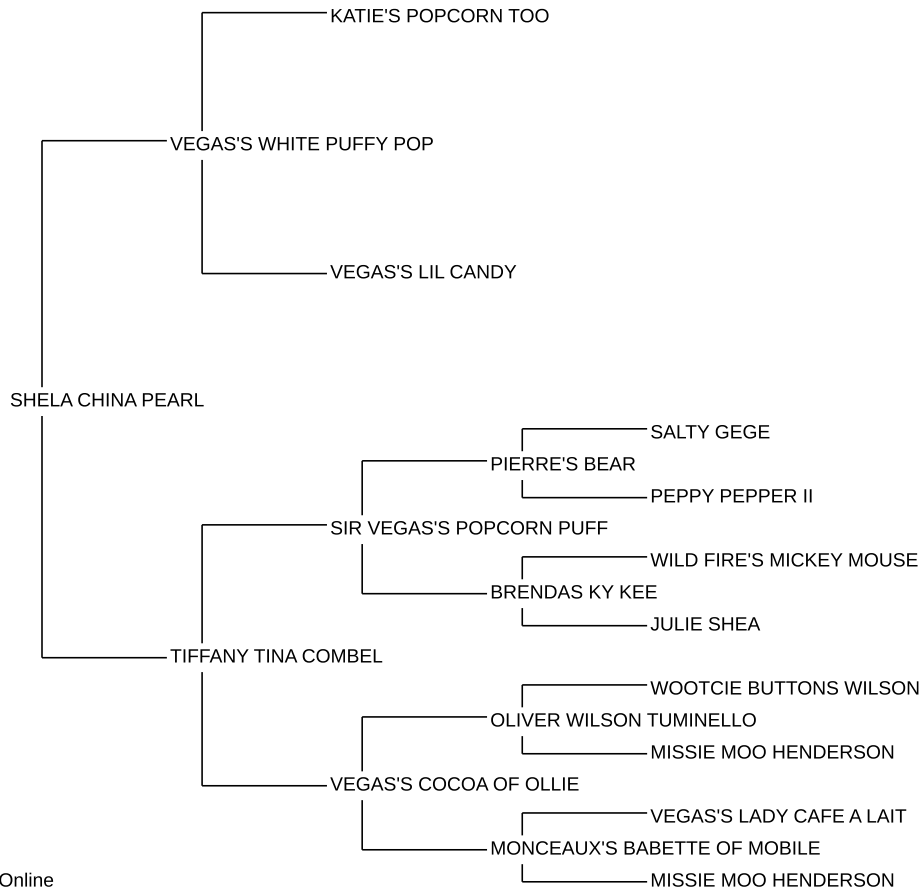 KATIE'S POPCORN TOO
VEGAS'S WHITE PUFFY POP
VEGAS'S LIL CANDY
SHELA CHINA PEARL
SALTY GEGE
PIERRE'S BEAR
PEPPY PEPPER II
SIR VEGAS'S POPCORN PUFF
WILD FIRE'S MICKEY MOUSE
BRENDAS KY KEE
JULIE SHEA
TIFFANY TINA COMBEL
WOOTCIE BUTTONS WILSON
OLIVER WILSON TUMINELLO
MISSIE MOO HENDERSON
VEGAS'S COCOA OF OLLIE
VEGAS'S LADY CAFE A LAIT
MONCEAUX'S BABETTE OF MOBILE
MISSIE MOO HENDERSON
Online